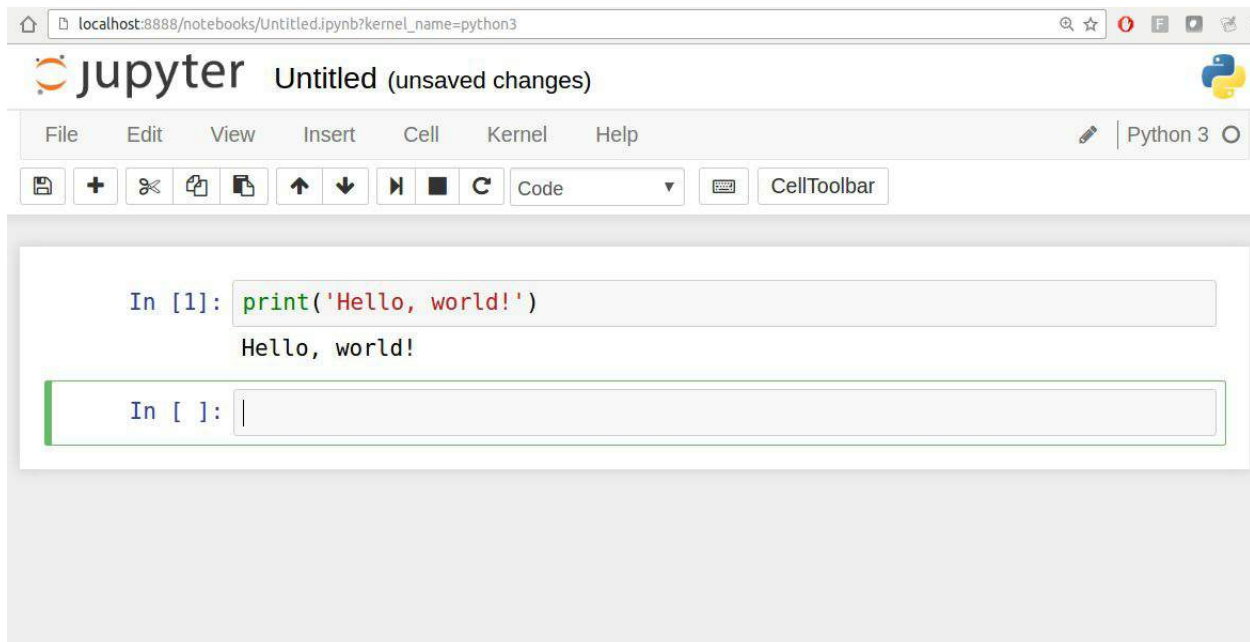 localhost:8888/notebooks/Untitled.ipynb?kernel_name=python3
jupyter Untitled (unsaved changes)
File Edit View Insert Cell Kernel Help Python 3
Code CellToolbar
In [1]: print('Hello, world!')
Hello, world!
In [ ]: